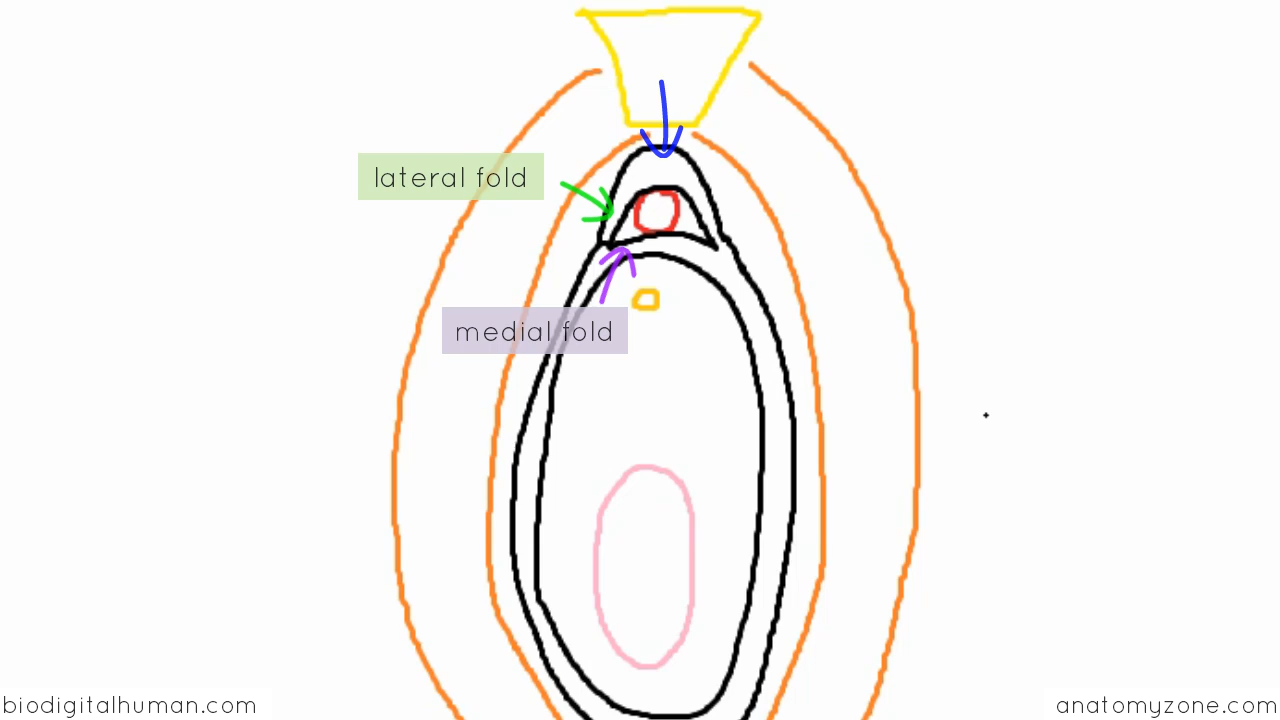 lateral fold
medial fold
biodigitalhuman.com
anatomyzone.com